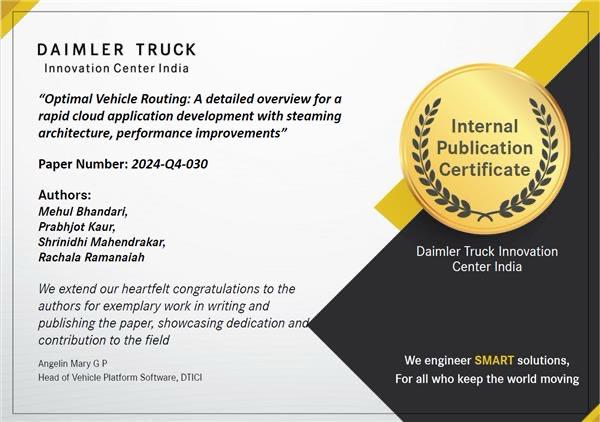 DAIMLER TRUCK
Innovation Center India
“Optimal Vehicle Routing: A detailed overview for a
rapid cloud application development with steaming
architecture, performance improvements”
Paper Number: 2024-Q4-030
Authors:
Mehul Bhandari,
Prabhjot Kaur,
Shrinidhi Mahendrakar,
Rachala Ramanaiah
We extend our heartfelt congratulations to the
authors for exemplary work in writing and
publishing the paper, showcasing dedication and
contribution to the field
Angelin Mary G P
Head of Vehicle Platform Software, DTICI
Internal
Publication
Certificate
Daimler Truck Innovation
Center India
We engineer SMART solutions,
For all who keep the world moving